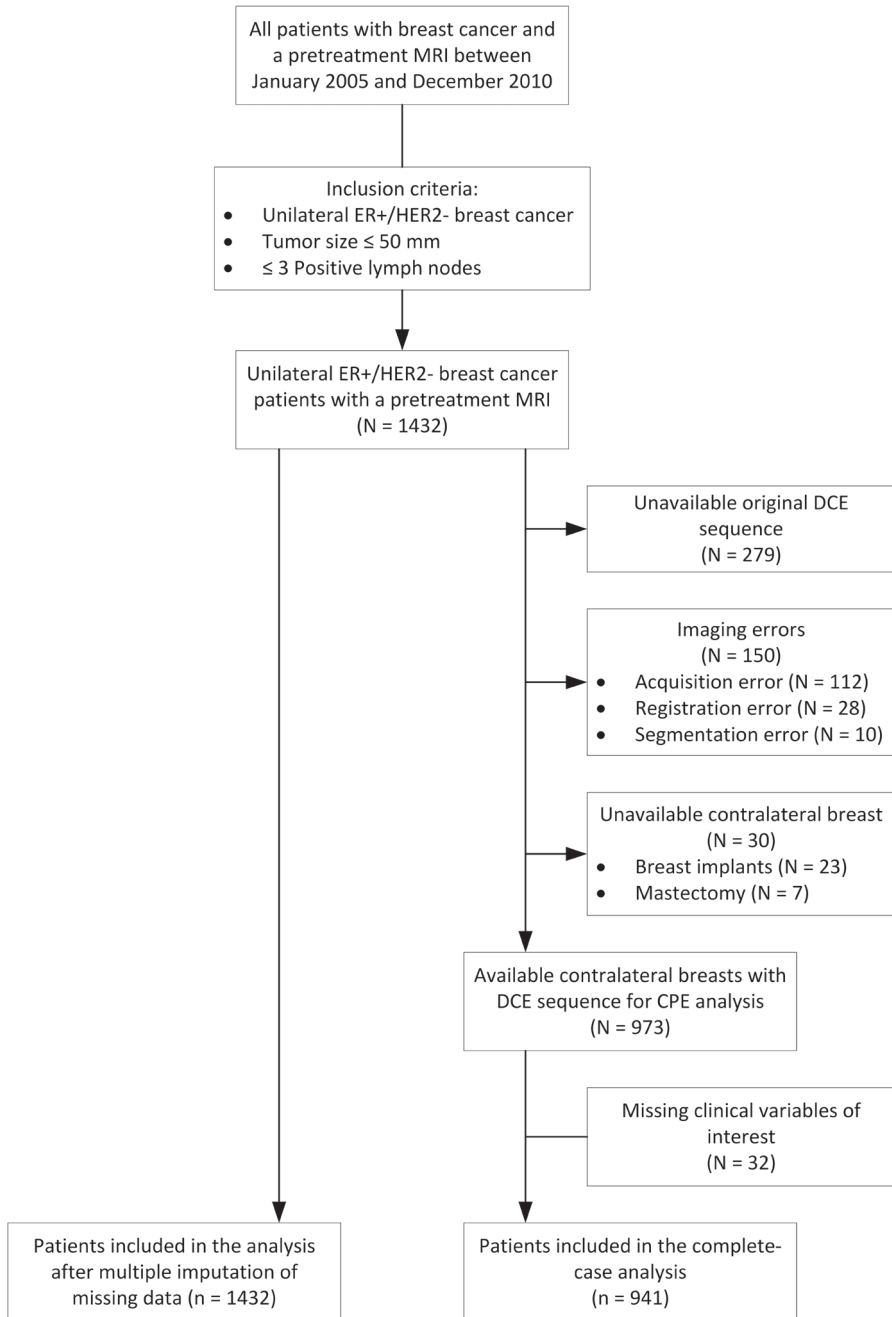 All patients with breast cancer and
a pretreatment MRI between
January 2005 and December 2010
Inclusion criteria:
● Unilateral ER+/HER2- breast cancer
● Tumor size ≤ 50 mm
● ≤ 3 Positive lymph nodes
Unilateral ER+/HER2- breast cancer
patients with a pretreatment MRI
(N = 1432)
Unavailable original DCE
sequence
(N = 279)
Imaging errors
(N = 150)
● Acquisition error (N = 112)
● Registration error (N = 28)
● Segmentation error (N = 10)
Unavailable contralateral breast
(N = 30)
● Breast implants (N = 23)
● Mastectomy (N = 7)
Available contralateral breasts with
DCE sequence for CPE analysis
(N = 973)
Missing clinical variables of
interest
(N = 32)
Patients included in the analysis
after multiple imputation of
missing data (n = 1432)
Patients included in the complete-
case analysis
(n = 941)